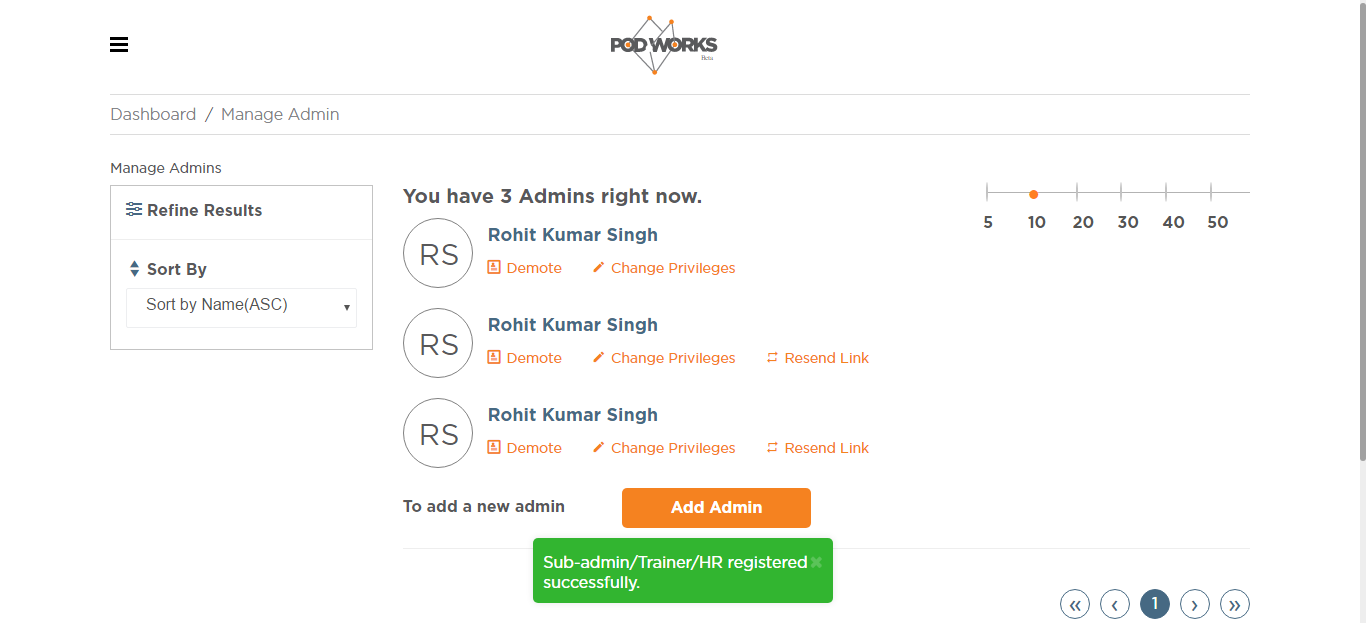 POD WORKS
Beta
Dashboard / Manage Admin
Manage Admins
Refine Results
Sort By
Sort by Name(ASC)
You have 3 Admins right now.
5 10 20 30 40 50
RS
Rohit Kumar Singh
Demote Change Privileges
RS
Rohit Kumar Singh
Demote Change Privileges Resend Link
RS
Rohit Kumar Singh
Demote Change Privileges Resend Link
To add a new admin Add Admin
Sub-admin/Trainer/HR registered ×
successfully.
« ‹ 1 › »